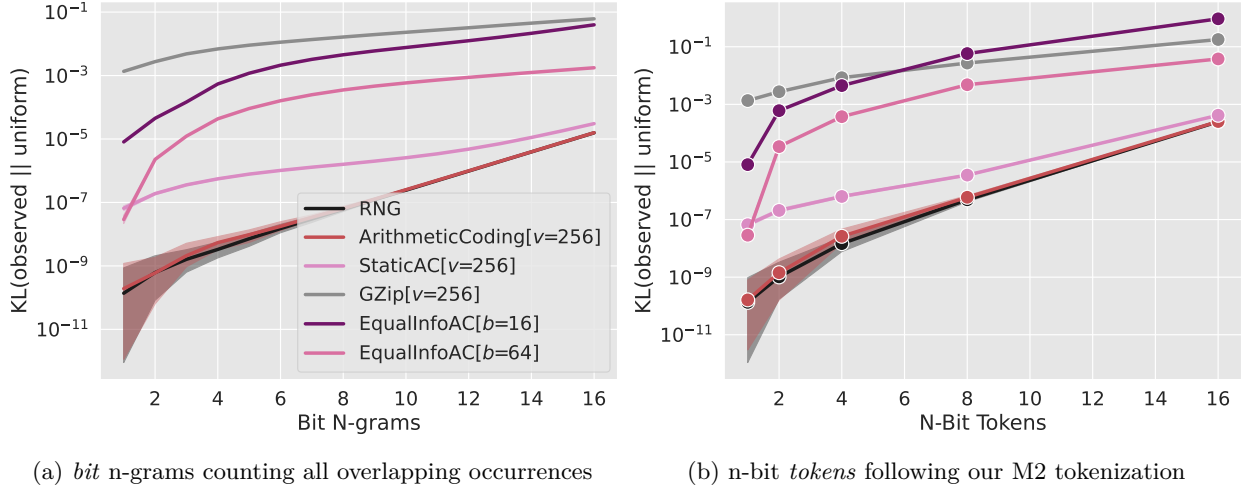 10⁻¹
10⁻³
10⁻⁵
10⁻⁷
10⁻⁹
10⁻¹¹
KL(observed || uniform)
RNG
ArithmeticCoding[v=256]
StaticAC[v=256]
GZip[v=256]
EqualInfoAC[b=16]
EqualInfoAC[b=64]
2 4 6 8 10 12 14 16
Bit N-grams
(a) bit n-grams counting all overlapping occurrences
10⁻¹
10⁻³
10⁻⁵
10⁻⁷
10⁻⁹
10⁻¹¹
KL(observed || uniform)
2 4 6 8 10 12 14 16
N-Bit Tokens
(b) n-bit tokens following our M2 tokenization